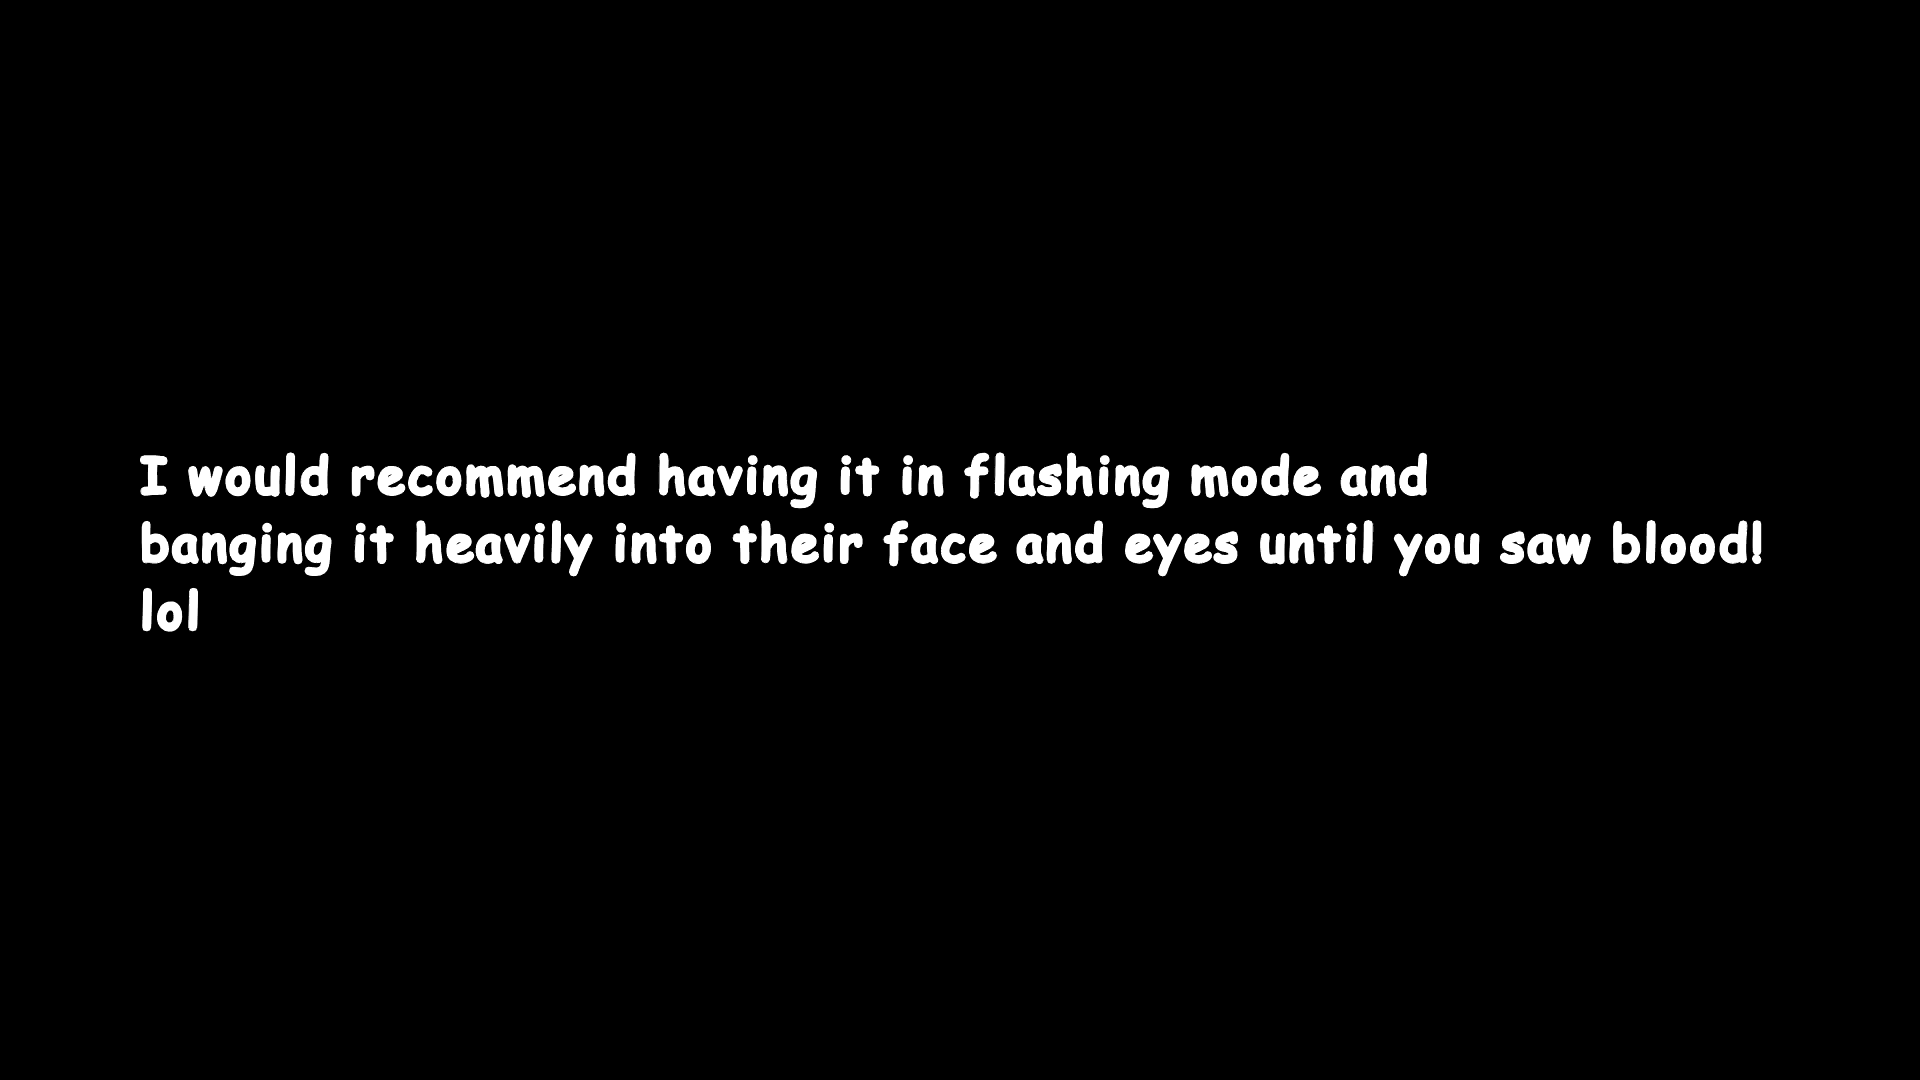 I would recommend having it in flashing mode and
banging it heavily into their face and eyes until you saw blood!
lol